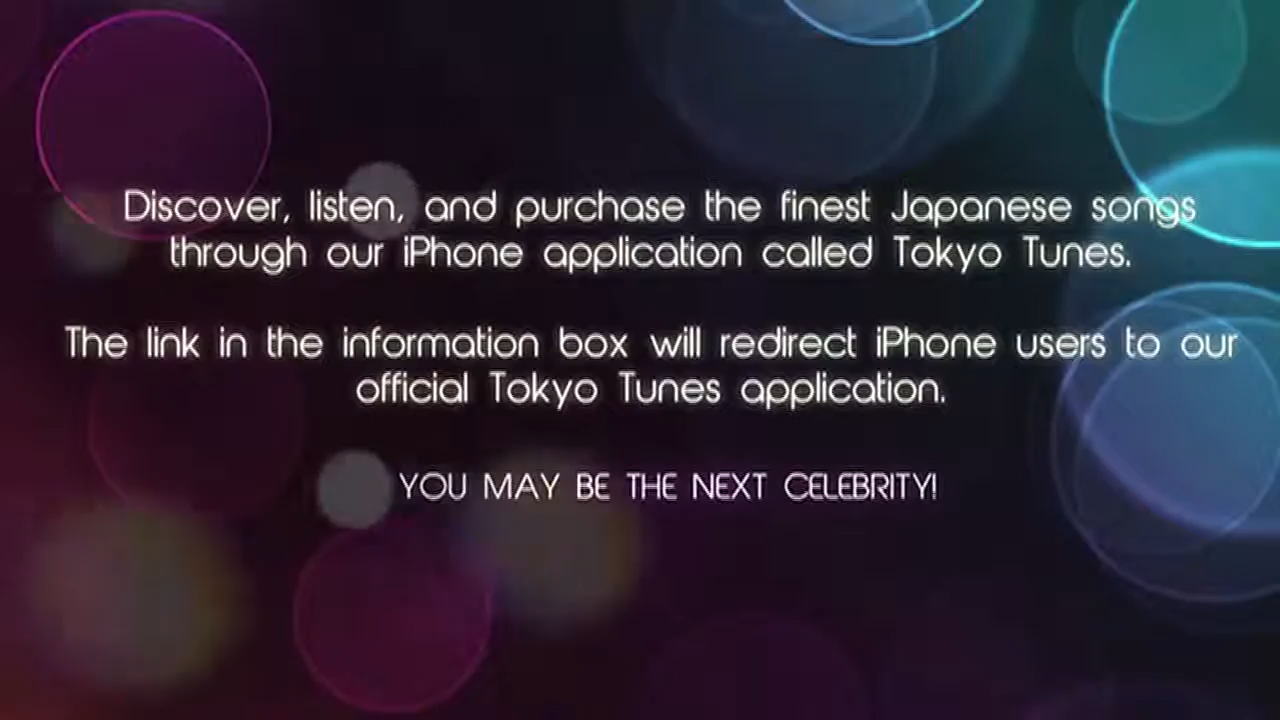 Discover, listen, and purchase the finest Japanese songs
through our iPhone application called Tokyo Tunes.
The link in the information box will redirect iPhone users to our
official Tokyo Tunes application.
YOU MAY BE THE NEXT CELEBRITY!